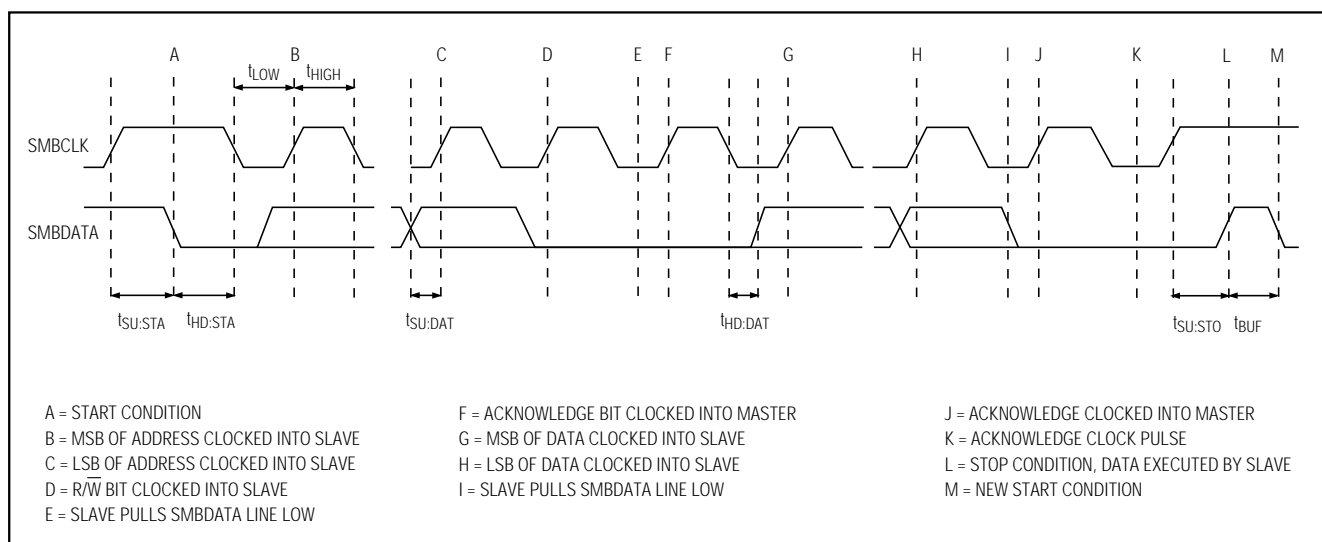 A B C D E F G H I J K L M
tLOW tHIGH
SMBCLK
SMBDATA
tSU:STA tHD:STA tSU:DAT tHD:DAT tSU:STO tBUF
A = START CONDITION
B = MSB OF ADDRESS CLOCKED INTO SLAVE
C = LSB OF ADDRESS CLOCKED INTO SLAVE
D = R/W̅ BIT CLOCKED INTO SLAVE
E = SLAVE PULLS SMBDATA LINE LOW
F = ACKNOWLEDGE BIT CLOCKED INTO MASTER
G = MSB OF DATA CLOCKED INTO SLAVE
H = LSB OF DATA CLOCKED INTO SLAVE
I = SLAVE PULLS SMBDATA LINE LOW
J = ACKNOWLEDGE CLOCKED INTO MASTER
K = ACKNOWLEDGE CLOCK PULSE
L = STOP CONDITION, DATA EXECUTED BY SLAVE
M = NEW START CONDITION